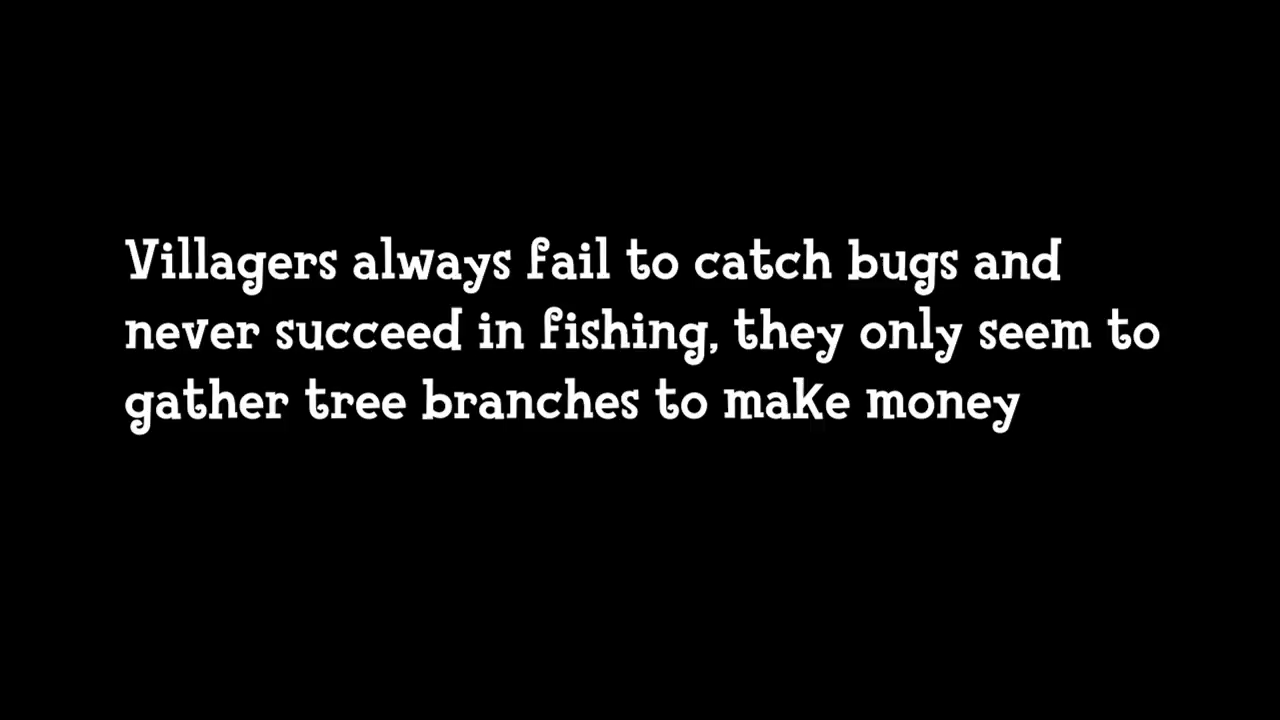 Villagers always fail to catch bugs and
never succeed in fishing, they only seem to
gather tree branches to make money